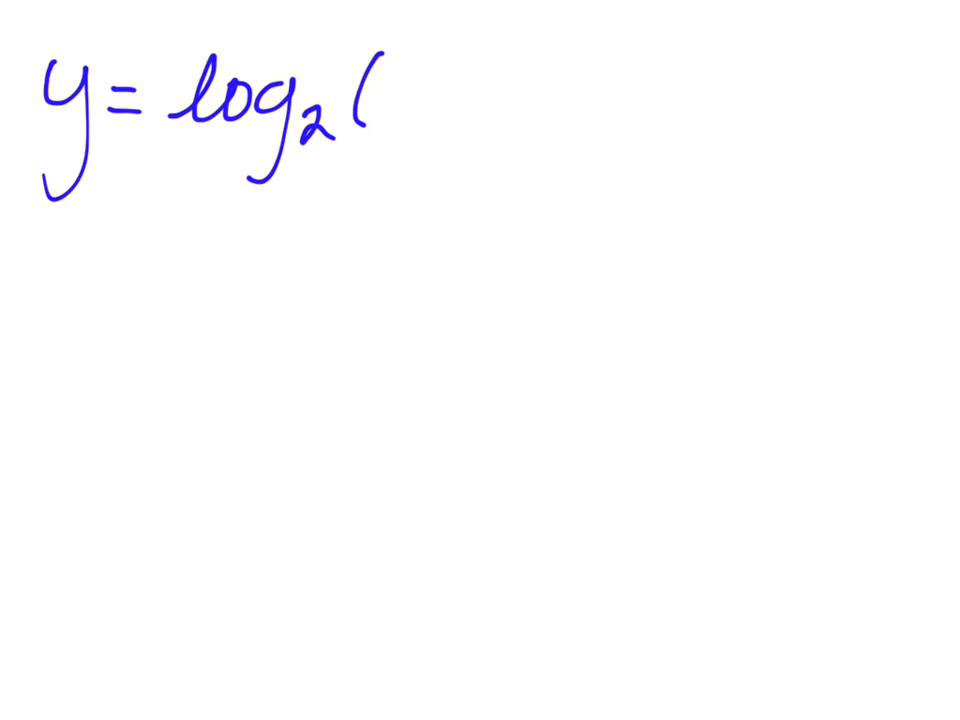 y = log₂ (